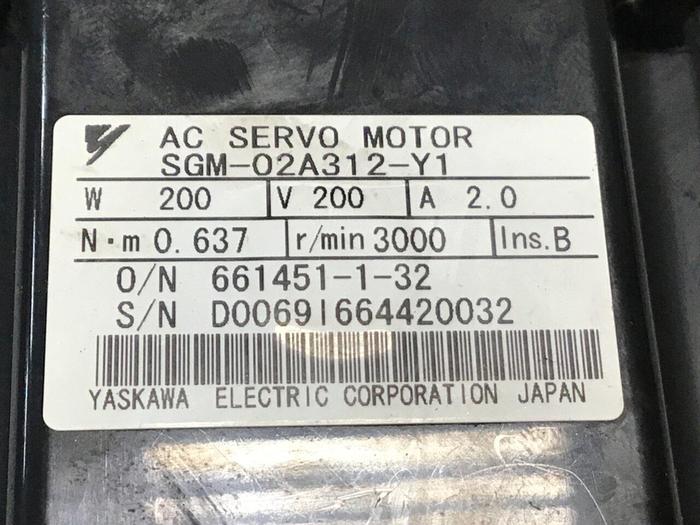 AC SERVO MOTOR
SGM-02A312-Y1
W 200 V 200 A 2.0
N·m 0.637 r/min 3000 Ins.B
O/N 661451-1-32
S/N D0069I664420032
YASKAWA ELECTRIC CORPORATION JAPAN